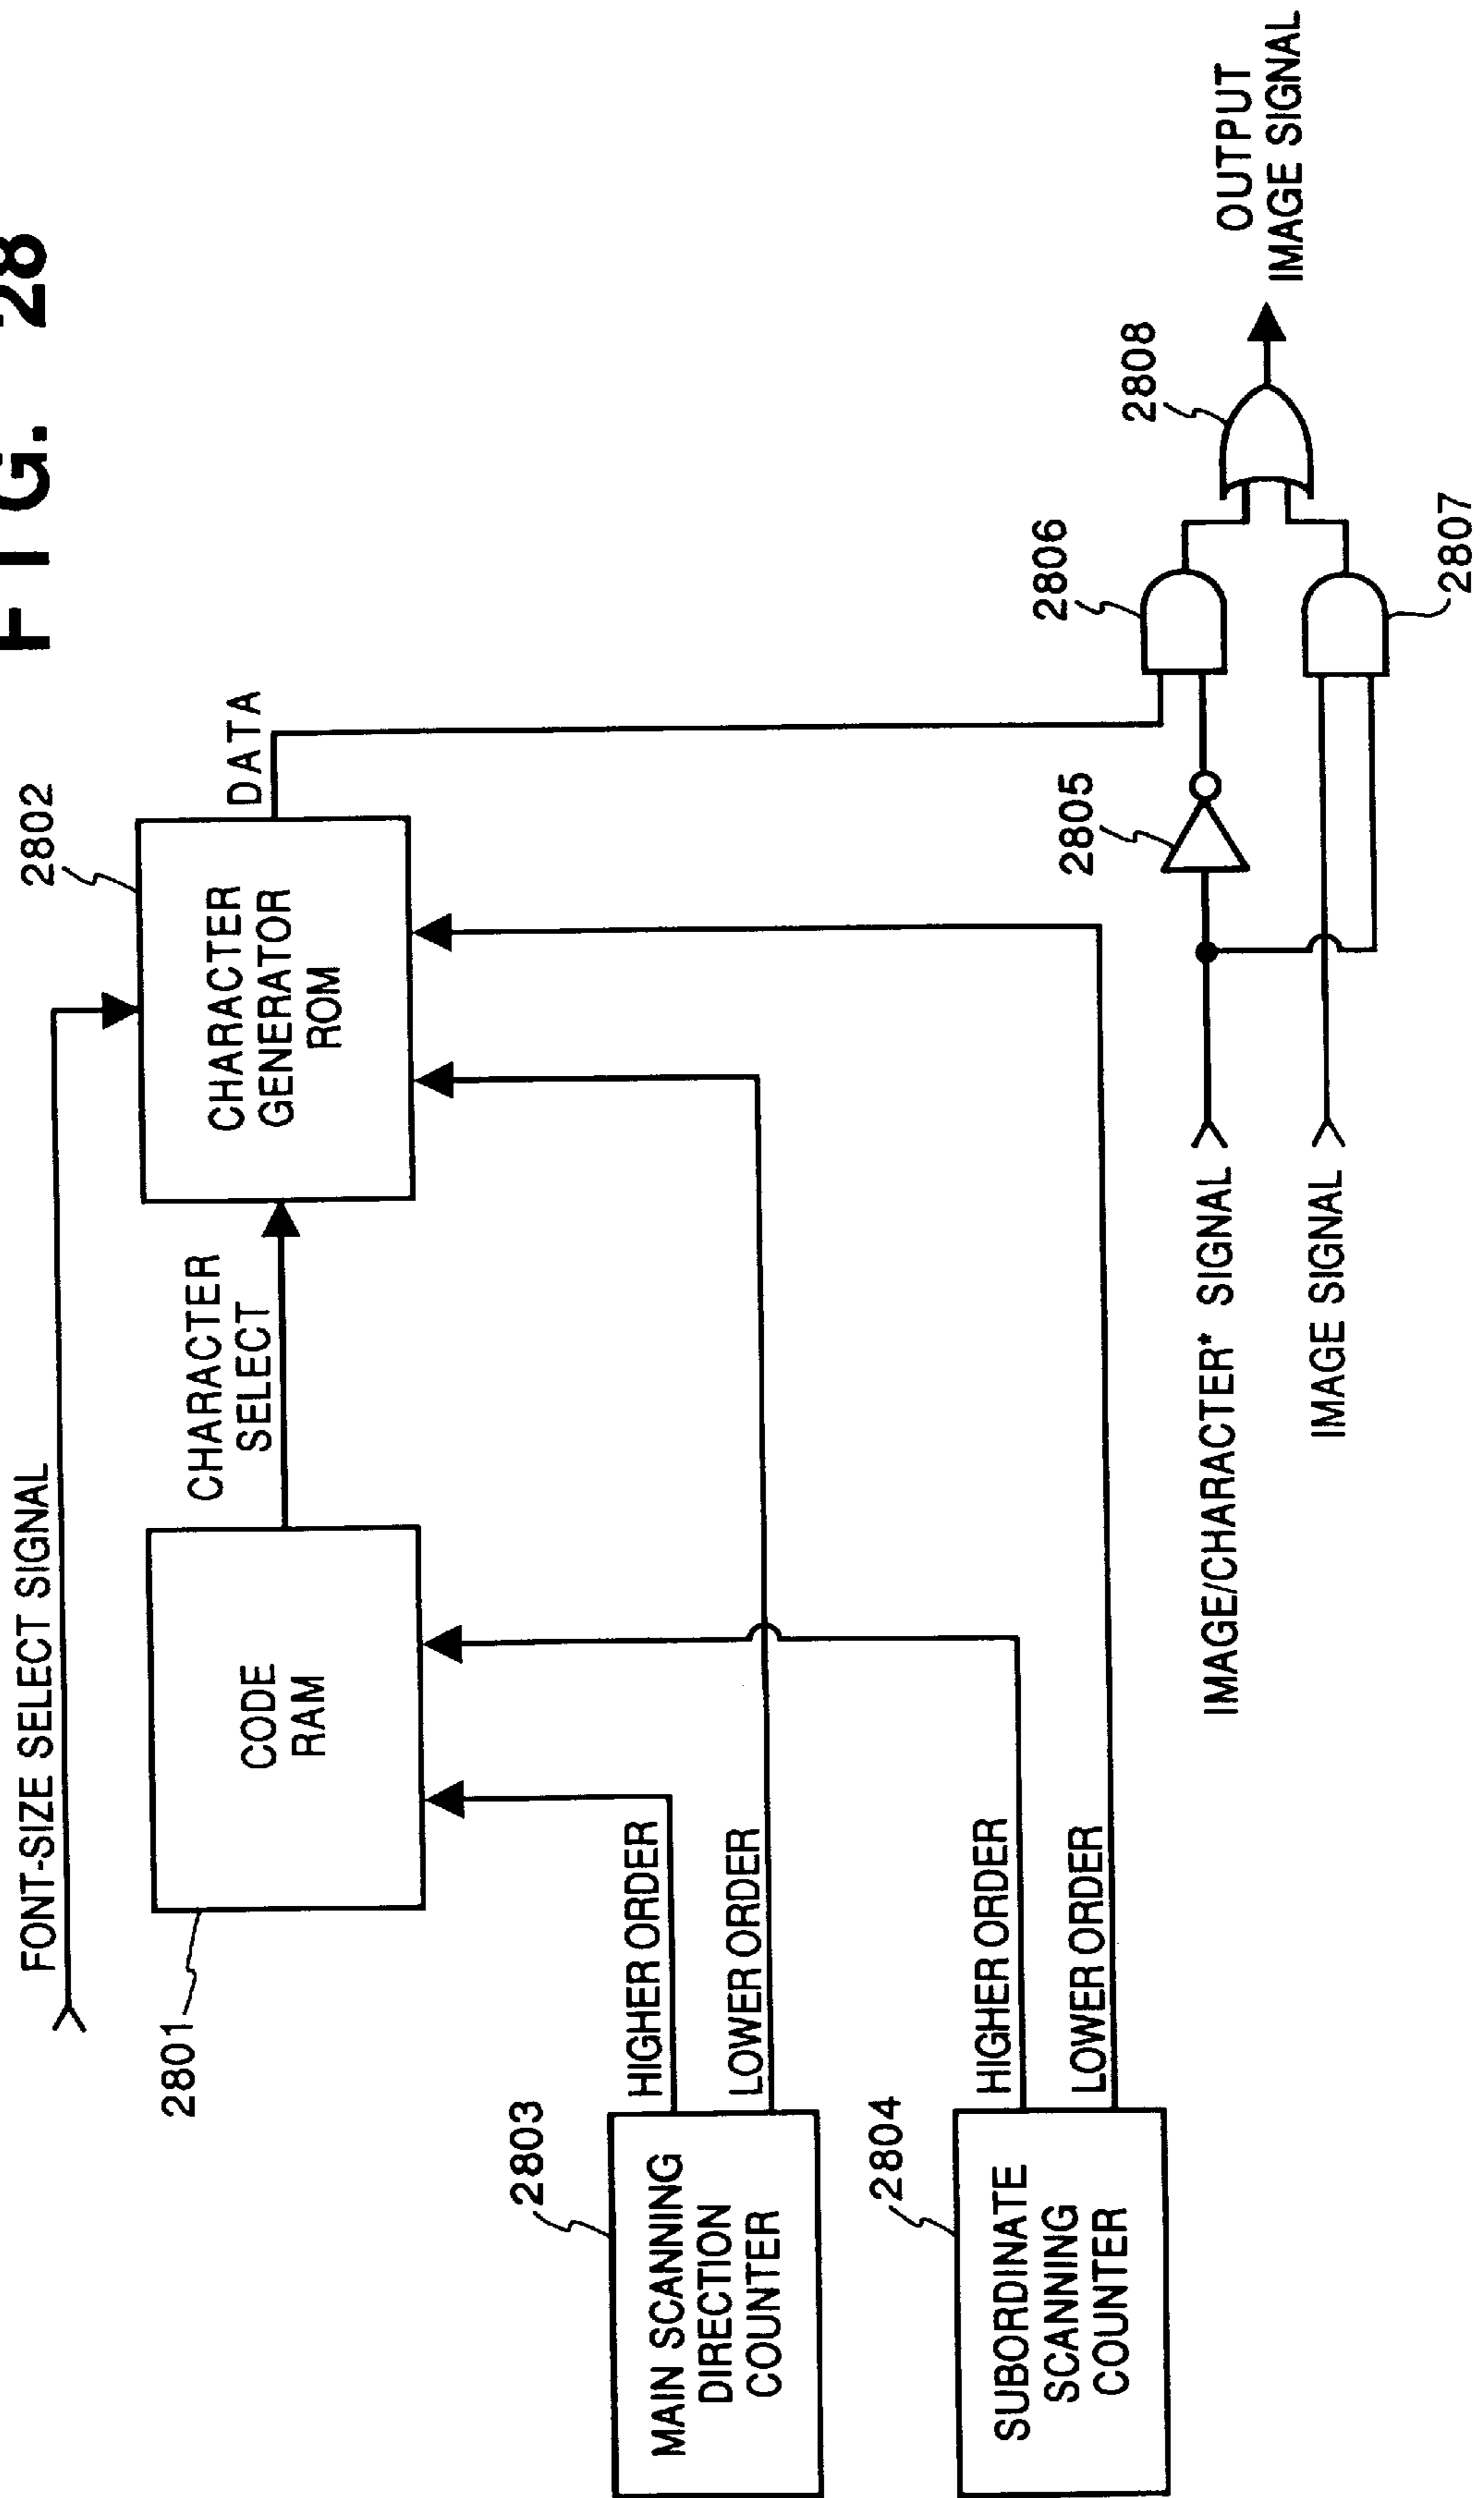 FIG. 28
FONT-SIZE SELECT SIGNAL
2801
CODE
RAM
CHARACTER
SELECT
2802
CHARACTER
GENERATOR
ROM
DATA
2803
MAIN SCANNING
DIRECTION
COUNTER
HIGHER ORDER
LOWER ORDER
2804
SUBORDINATE
SCANNING
COUNTER
HIGHER ORDER
LOWER ORDER
IMAGE/CHARACTER* SIGNAL
IMAGE SIGNAL
2805
2806
2807
2808
OUTPUT
IMAGE SIGNAL